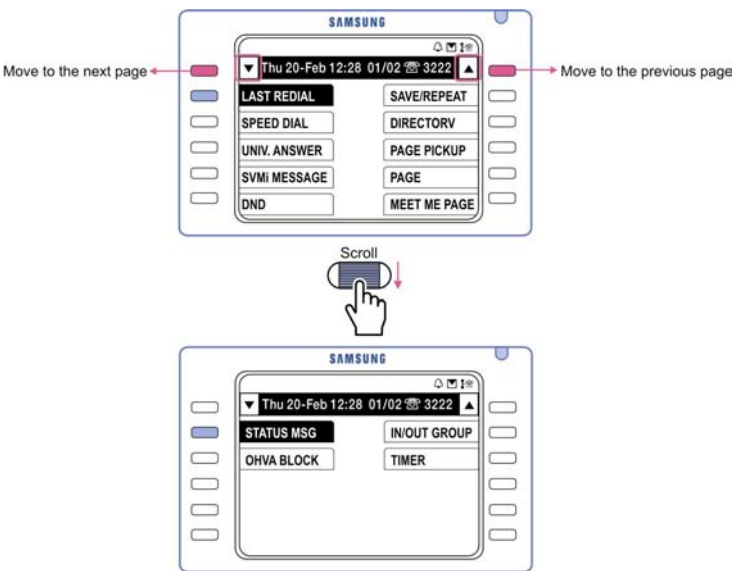 SAMSUNG
Thu 20-Feb 12:28 01/02 3222
Move to the next page
Move to the previous page
LAST REDIAL SAVE/REPEAT
SPEED DIAL DIRECTORV
UNIV. ANSWER PAGE PICKUP
SVMi MESSAGE PAGE
DND MEET ME PAGE
Scroll
SAMSUNG
Thu 20-Feb 12:28 01/02 3222
STATUS MSG IN/OUT GROUP
OHVA BLOCK TIMER